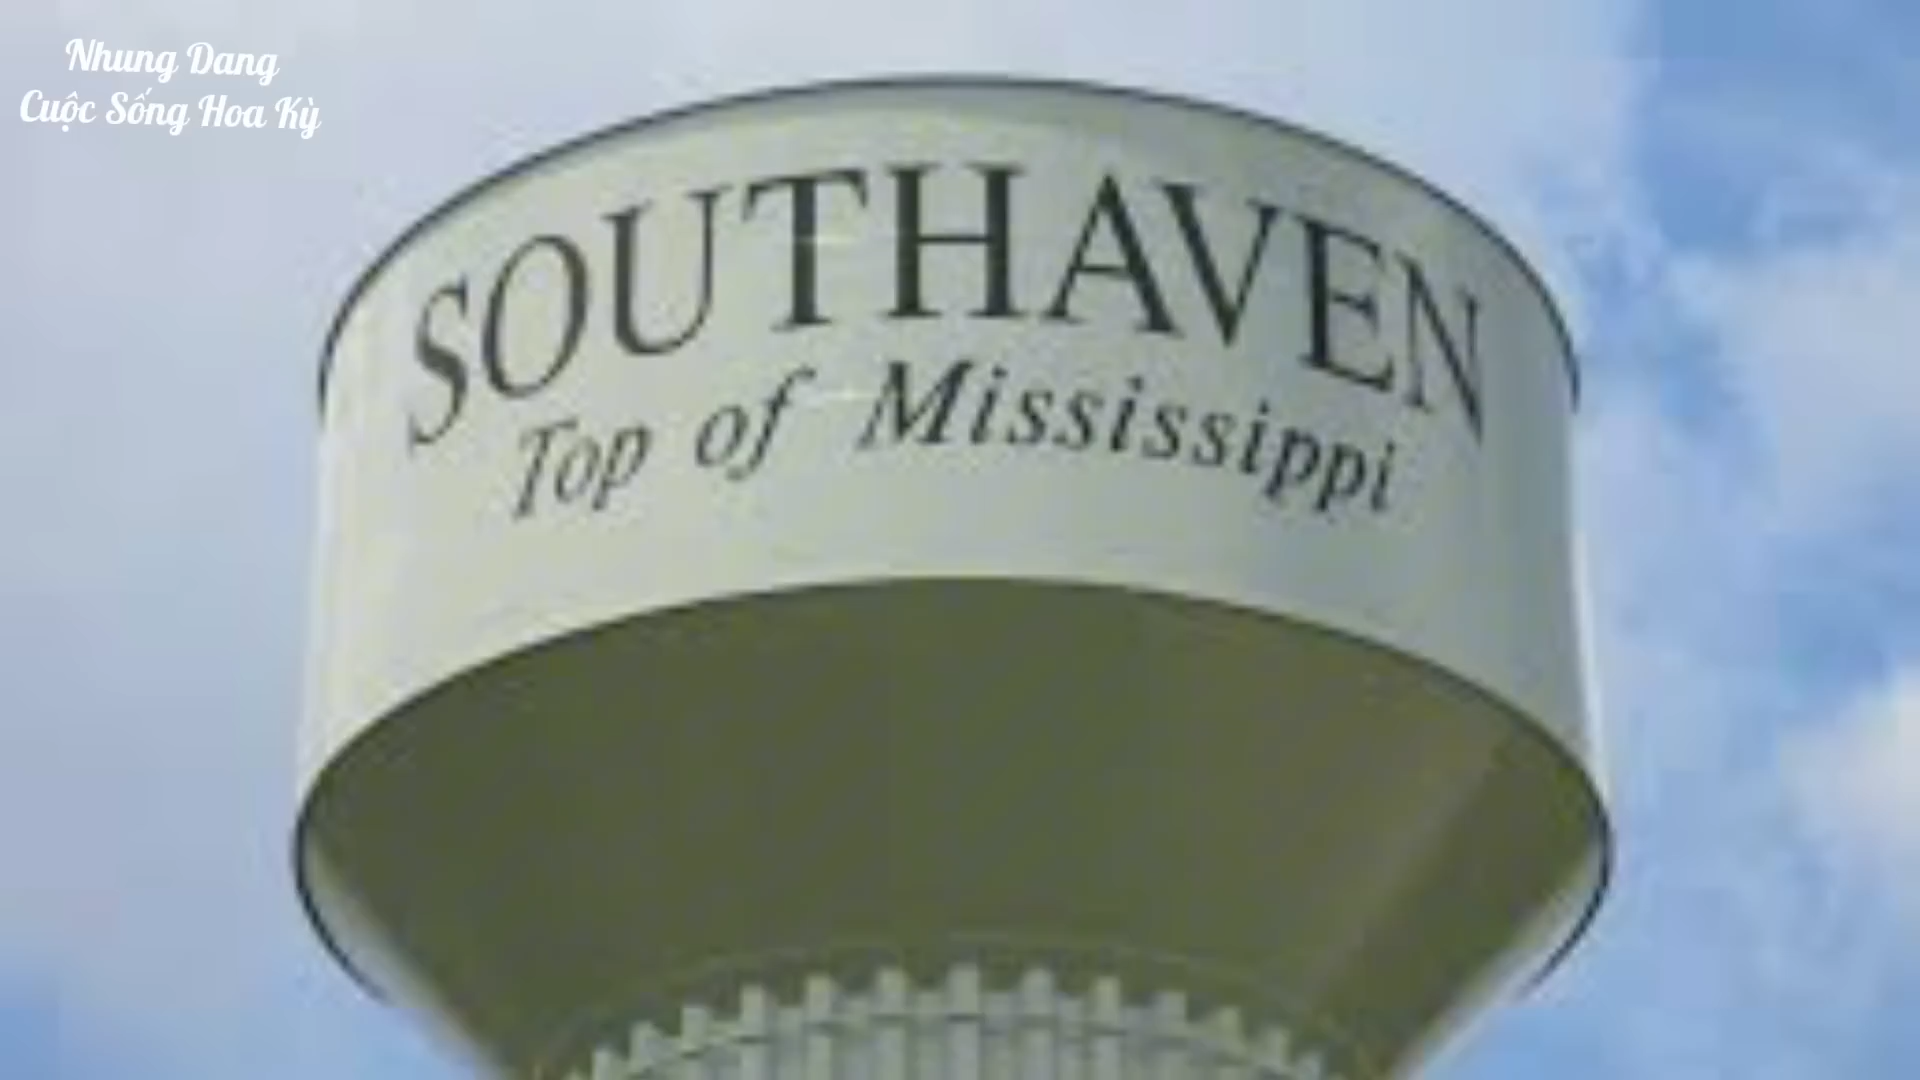 Nhung Dang
Cuộc Sống Hoa Kỳ
SOUTHAVEN
Top of Mississippi